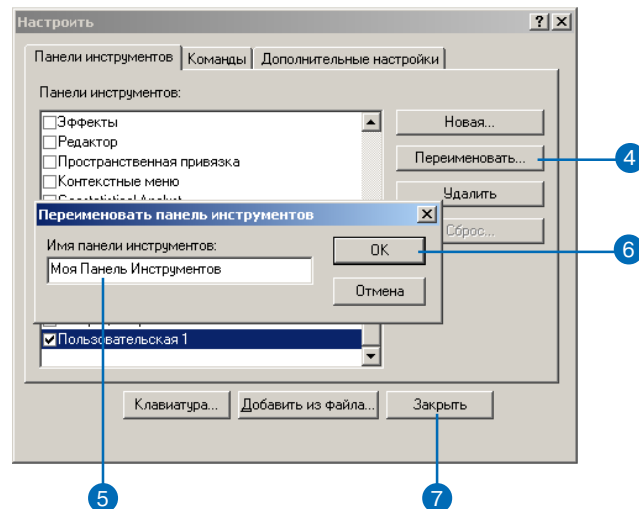 Настроить
Панели инструментов Команды Дополнительные настройки
Панели инструментов:
Эффекты
Редактор
Пространственная привязка
Контекстные меню
Новая...
Переименовать...
4
Удалить
Сброс...
Переименовать панель инструментов
Имя панели инструментов:
Моя Панель Инструментов
OK
6
Отмена
Пользовательская 1
Клавиатура... Добавить из файла... Закрыть
5
7